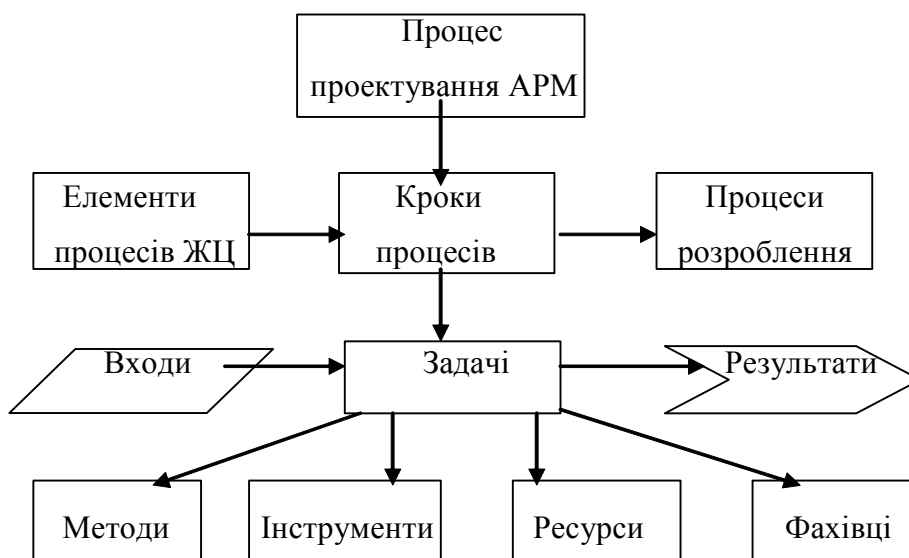 Процес
проектування АРМ
Елементи
процесів ЖЦ
Кроки
процесів
Процеси
розроблення
Входи
Задачі
Результати
Методи
Інструменти
Ресурси
Фахівці